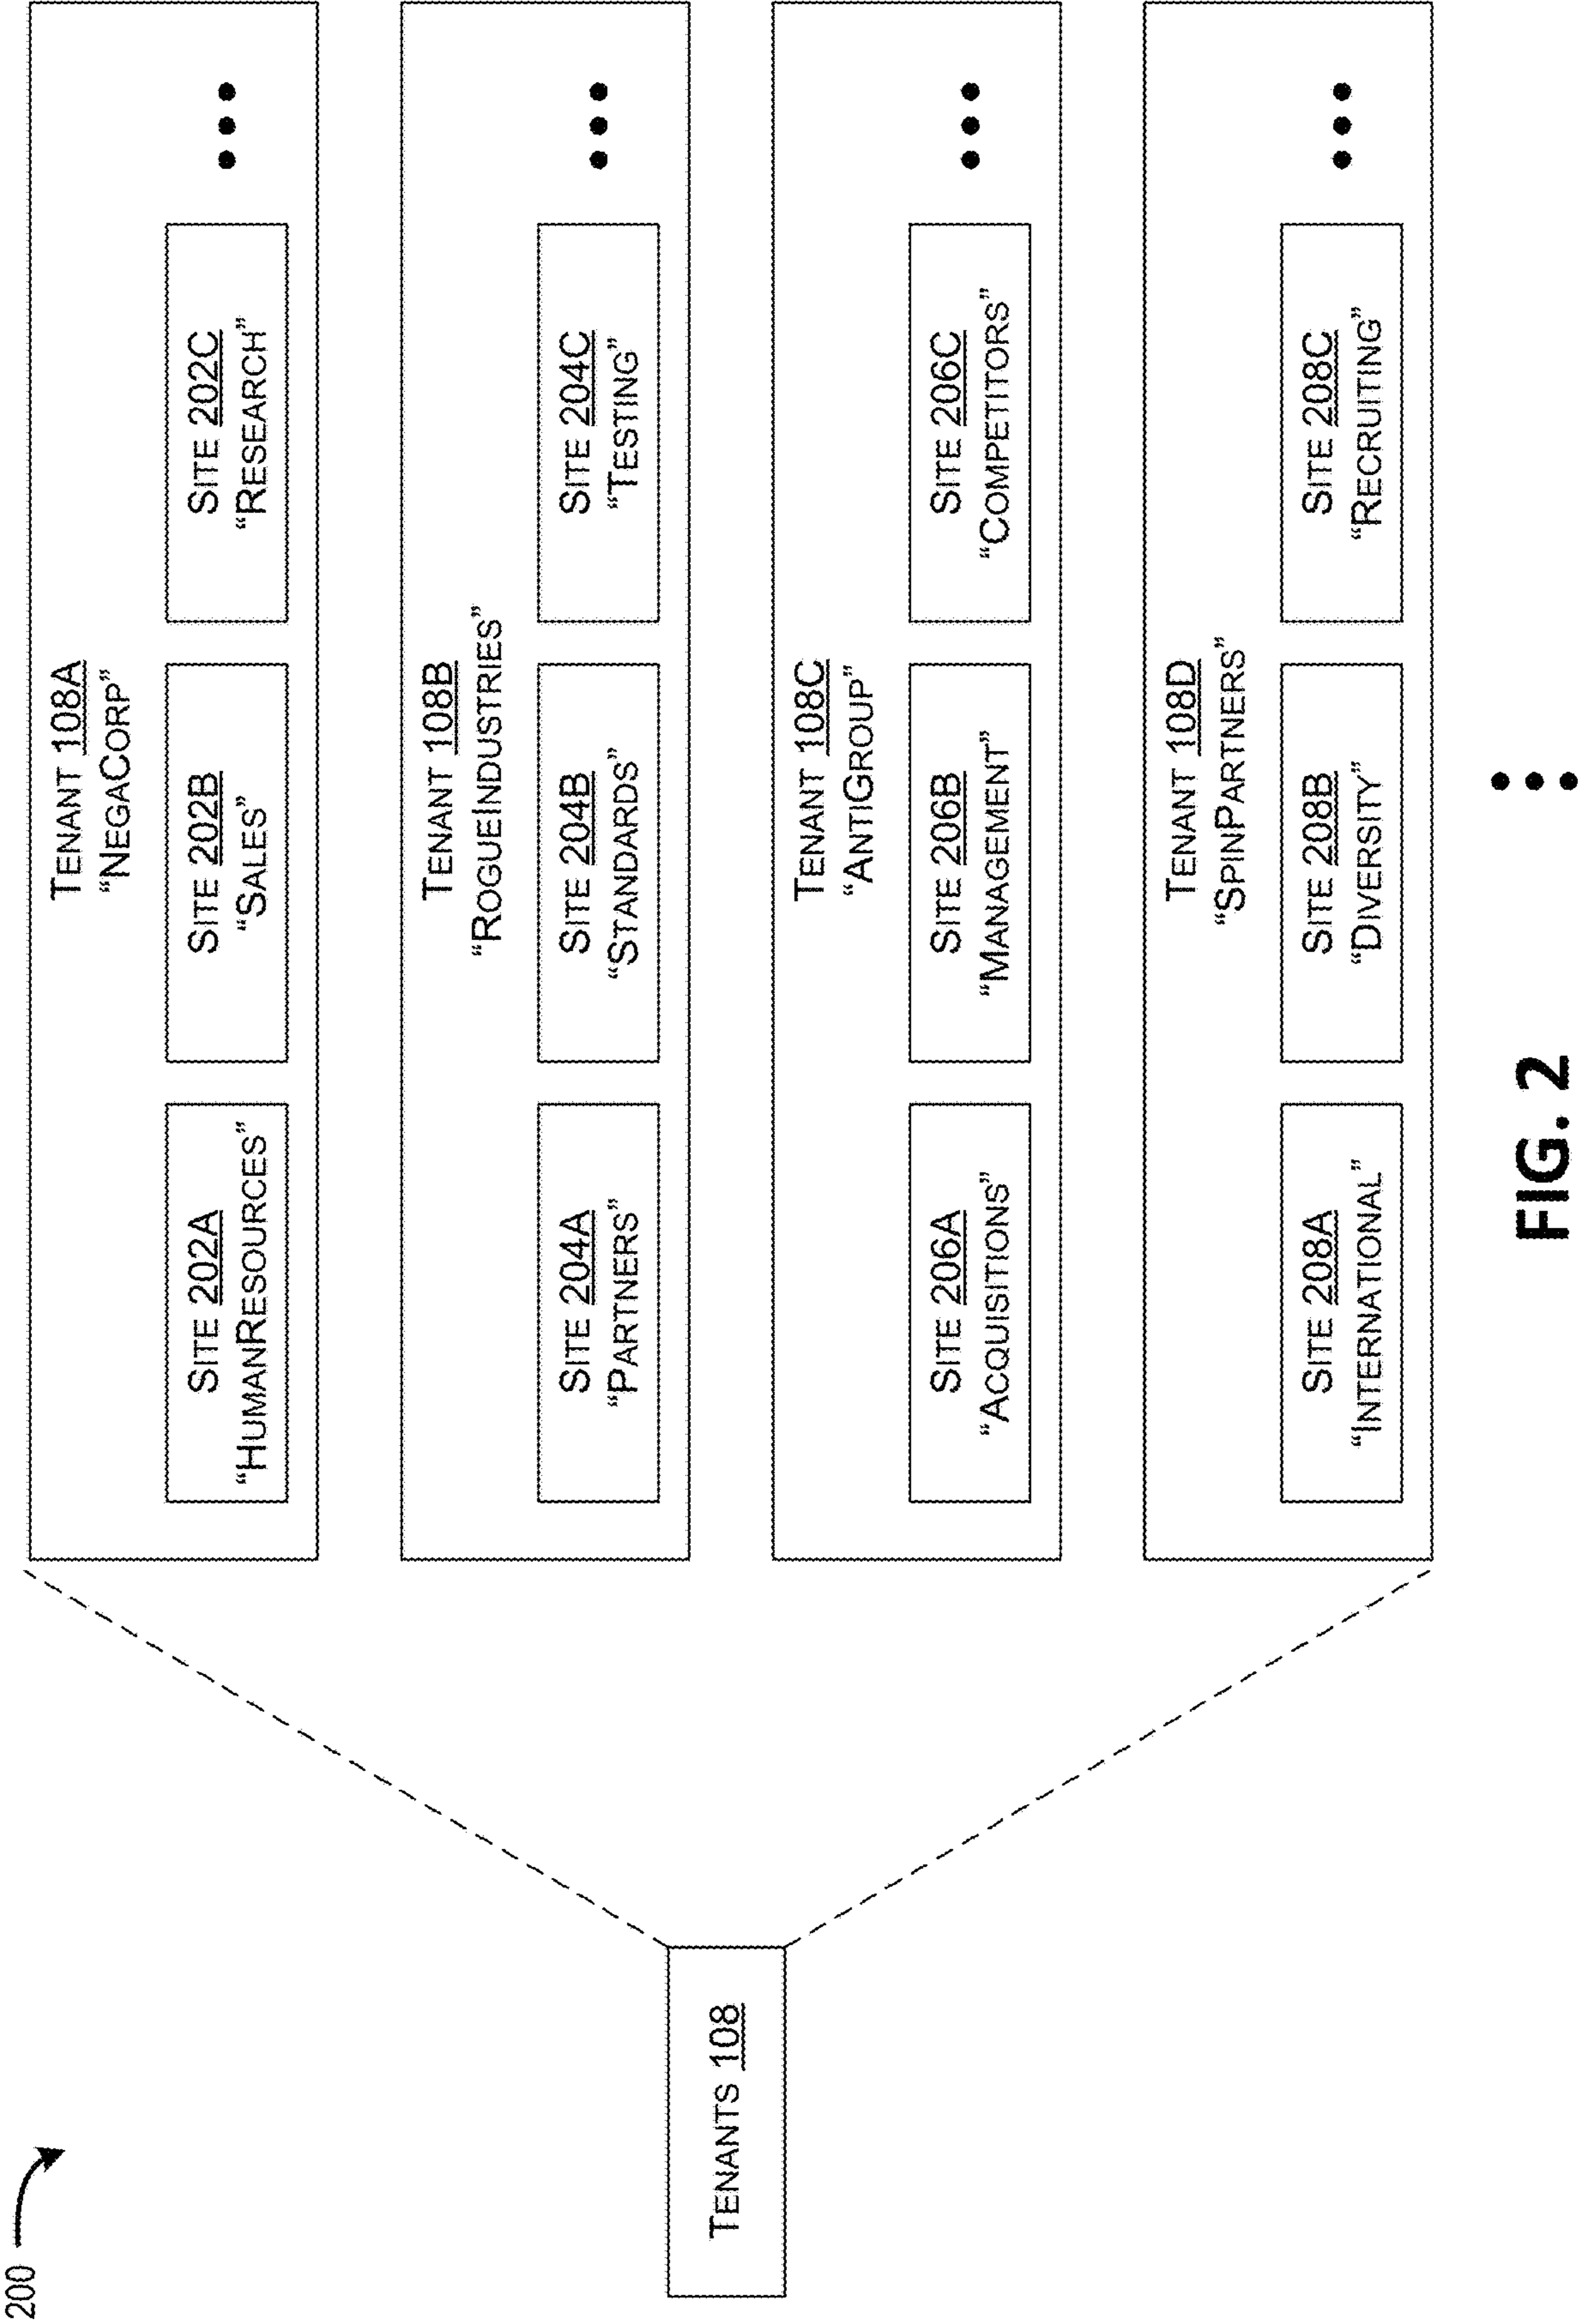 200
TENANTS 108
TENANT 108A
“NEGACORP”
SITE 202A
“HUMANRESOURCES”
SITE 202B
“SALES”
SITE 202C
“RESEARCH”
TENANT 108B
“ROGUEINDUSTRIES”
SITE 204A
“PARTNERS”
SITE 204B
“STANDARDS”
SITE 204C
“TESTING”
TENANT 108C
“ANTIGROUP”
SITE 206A
“ACQUISITIONS”
SITE 206B
“MANAGEMENT”
SITE 206C
“COMPETITORS”
TENANT 108D
“SPINPARTNERS”
SITE 208A
“INTERNATIONAL”
SITE 208B
“DIVERSITY”
SITE 208C
“RECRUITING”
FIG. 2